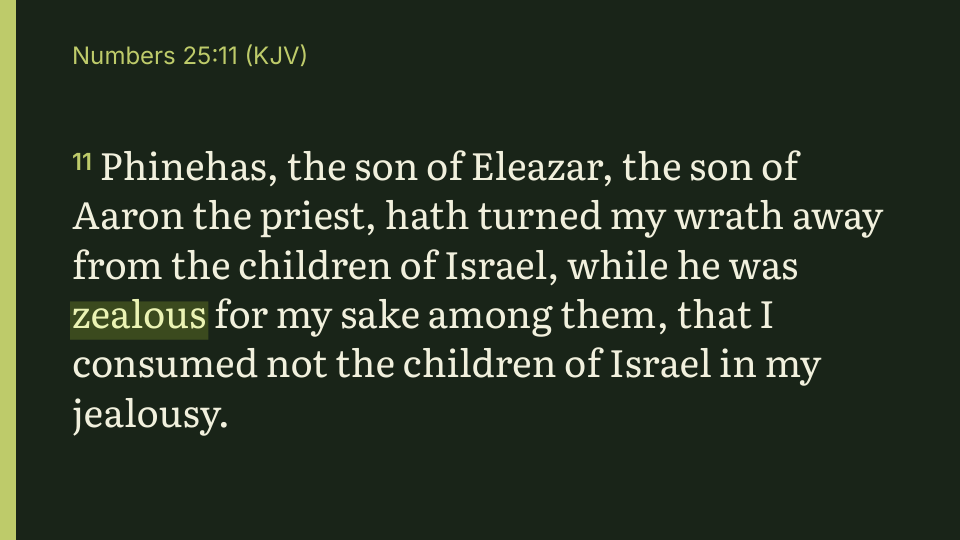 Numbers 25:11 (KJV)
11 Phinehas, the son of Eleazar, the son of
Aaron the priest, hath turned my wrath away
from the children of Israel, while he was
zealous for my sake among them, that I
consumed not the children of Israel in my
jealousy.